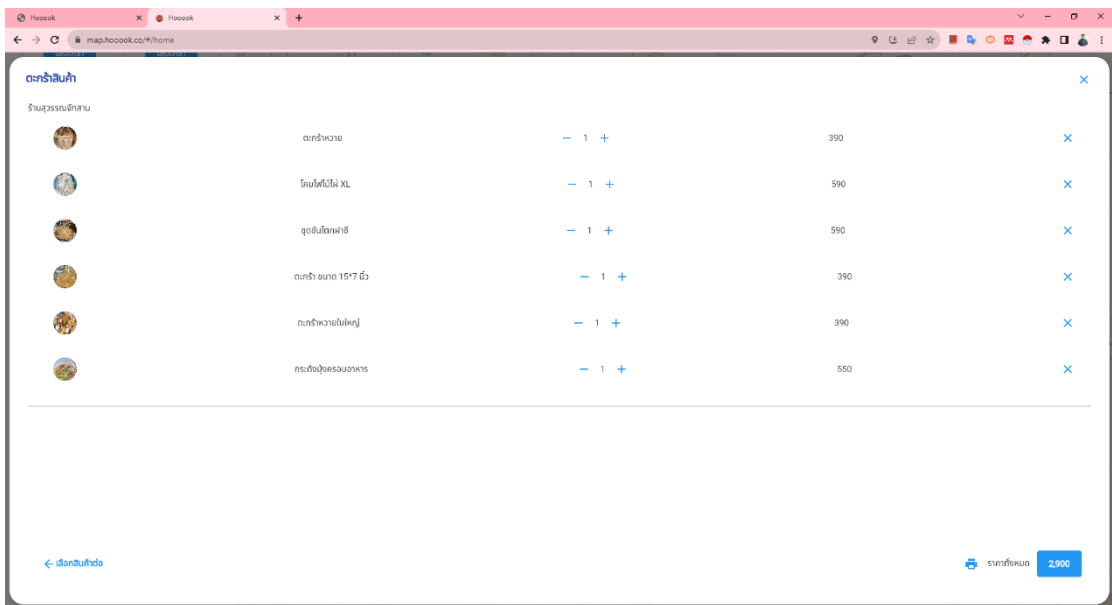 Hooook
Hooook
map.hooook.co/#/home
ตะกร้าสินค้า
ร้านสุวรรณจักสาน
ตะกร้าหวาย 1 390
โคมไฟไม้ไผ่ XL 1 590
ชุดขันโตกฝาชี 1 590
ตะกร้า ขนาด 15*7 นิ้ว 1 390
ตะกร้าหวายใบใหญ่ 1 390
กระด้งมุ้งครอบอาหาร 1 550
เลือกสินค้าต่อ
ราคาทั้งหมด 2,900